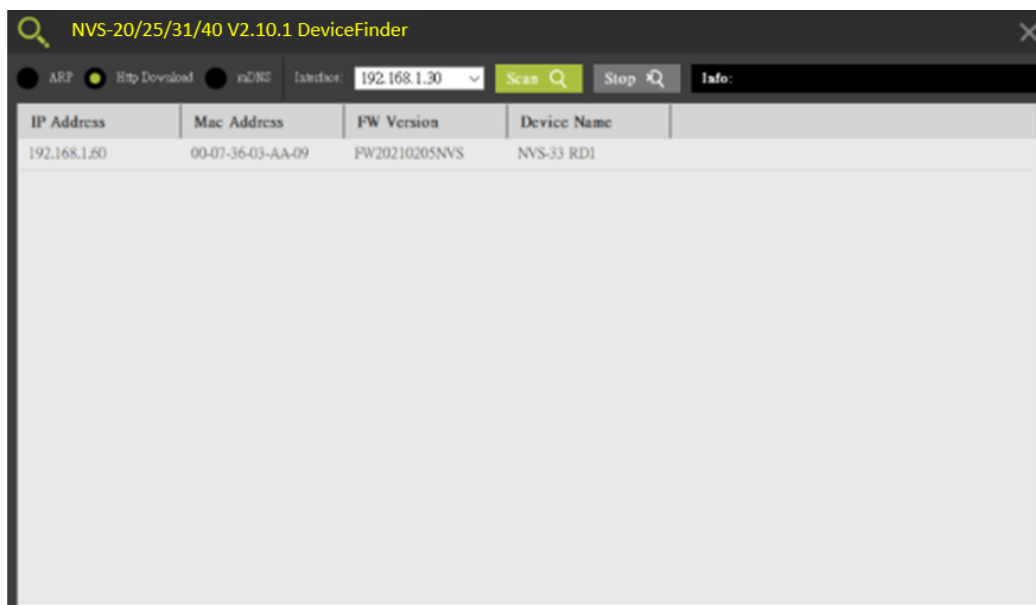 NVS-20/25/31/40 V2.10.1 DeviceFinder
ARP Http Download mDNS Interface: 192.168.1.30 Scan Stop Info:
IP Address Mac Address FW Version Device Name
192.168.1.60 00-07-36-03-AA-09 FW20210205NVS NVS-33 RD1